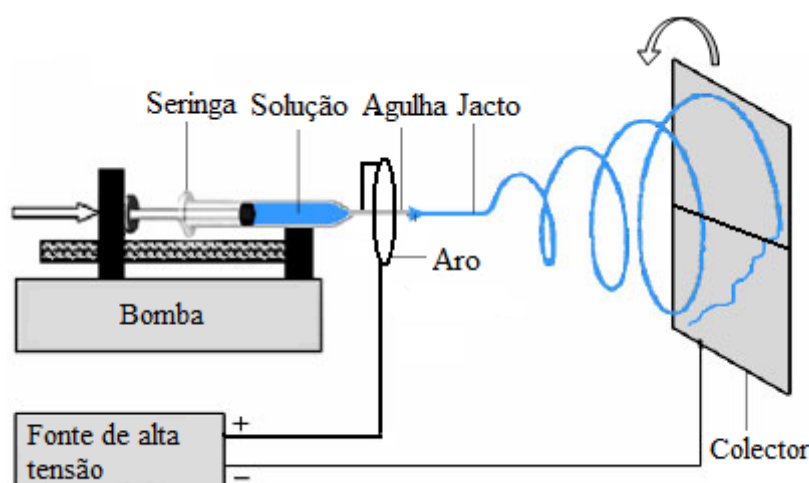 Seringa Solução Agulha Jacto
Aro
Bomba
+
Fonte de alta
tensão
−
Colector